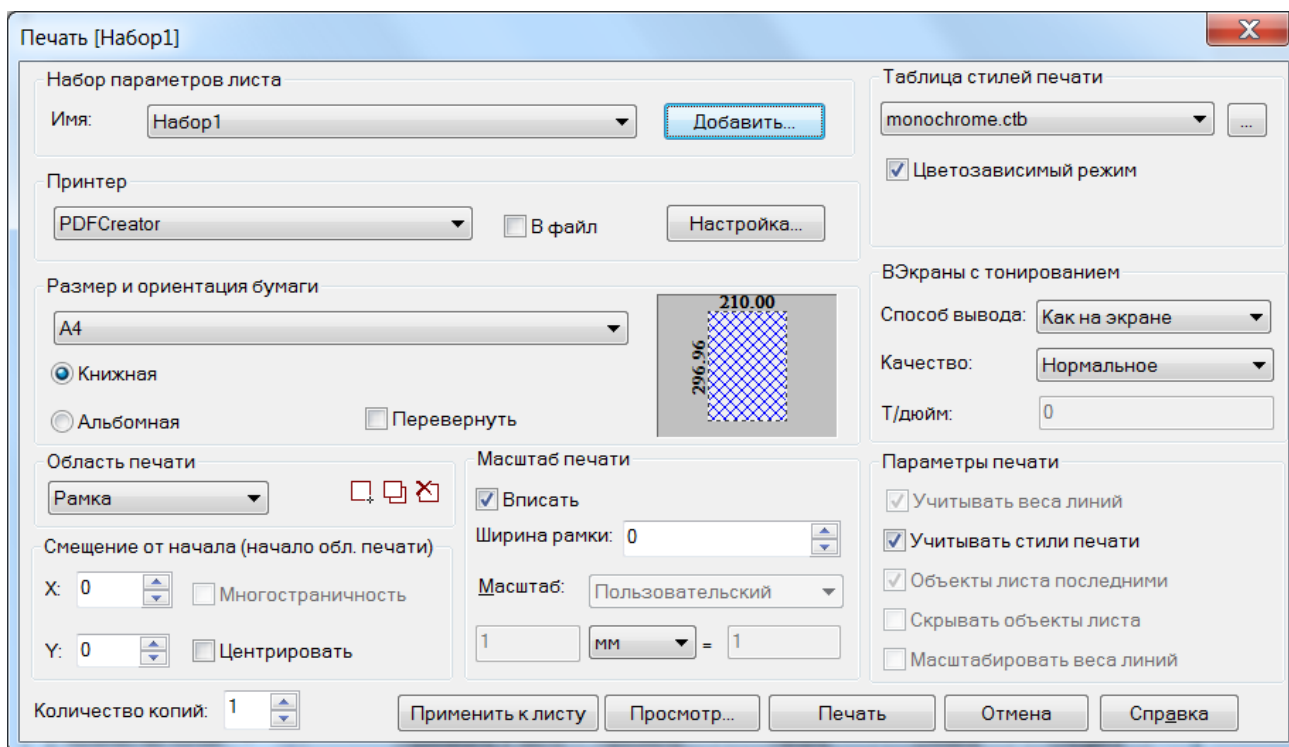 Печать [Набор1]
Набор параметров листа
Имя: Набор1 Добавить...
Принтер
PDFCreator В файл Настройка...
Размер и ориентация бумаги
A4
Книжная
Альбомная Перевернуть
210.00
296.96
Область печати
Рамка
Смещение от начала (начало обл. печати)
X: 0 Многостраничность
Y: 0 Центрировать
Масштаб печати
Вписать
Ширина рамки: 0
Масштаб: Пользовательский
1 мм = 1
Таблица стилей печати
monochrome.ctb ...
Цветозависимый режим
ВЭкраны с тонированием
Способ вывода: Как на экране
Качество: Нормальное
Т/дюйм: 0
Параметры печати
Учитывать веса линий
Учитывать стили печати
Объекты листа последними
Скрывать объекты листа
Масштабировать веса линий
Количество копий: 1 Применить к листу Просмотр... Печать Отмена Справка